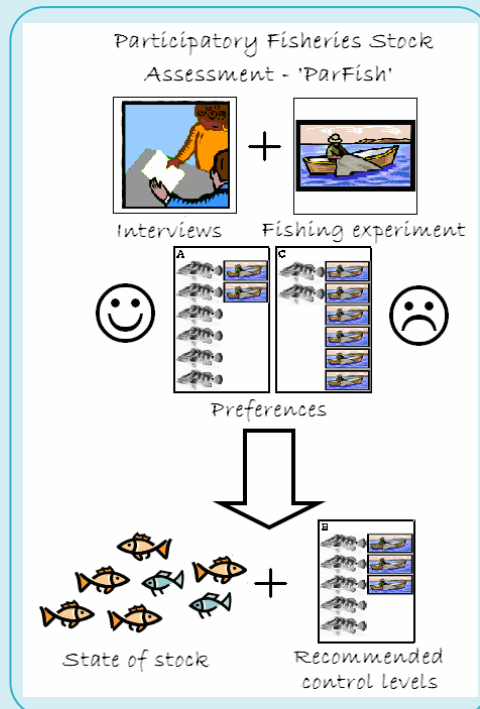 Participatory Fisheries Stock
Assessment - 'ParFish'
Interviews
Fishing experiment
A
C
Preferences
B
State of stock
Recommended
control levels